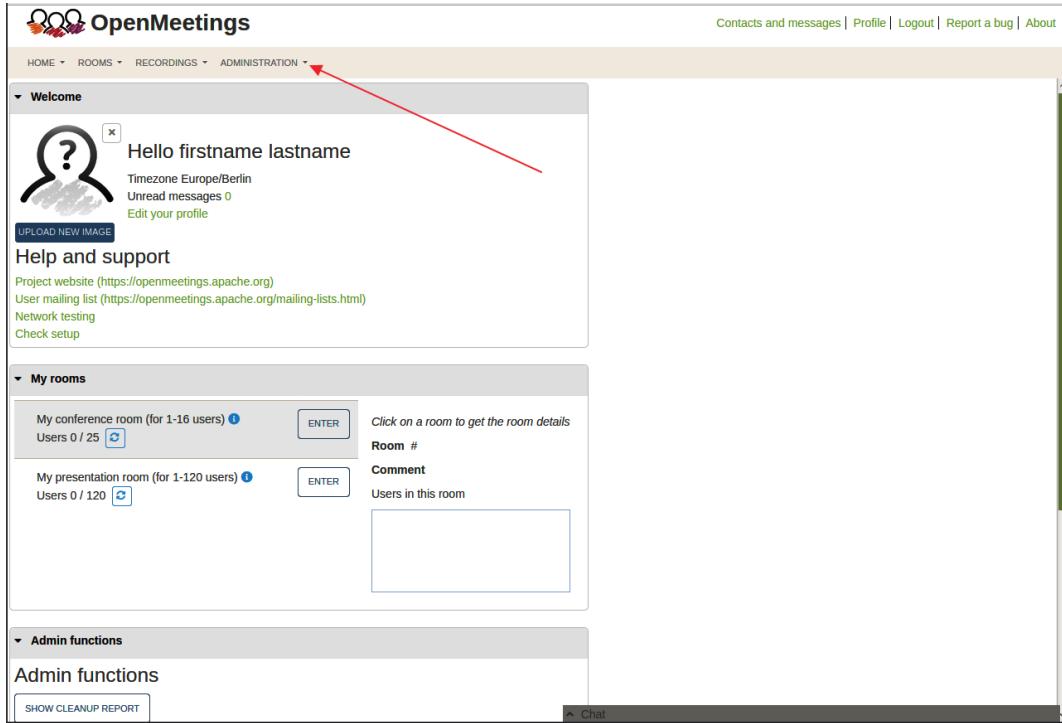 OpenMeetings
Contacts and messages | Profile | Logout | Report a bug | About
HOME ROOMS RECORDINGS ADMINISTRATION
Welcome
Hello firstname lastname
Timezone Europe/Berlin
Unread messages 0
Edit your profile
UPLOAD NEW IMAGE
Help and support
Project website (https://openmeetings.apache.org)
User mailing list (https://openmeetings.apache.org/mailing-lists.html)
Network testing
Check setup
My rooms
My conference room (for 1-16 users)
Users 0 / 25
ENTER
My presentation room (for 1-120 users)
Users 0 / 120
ENTER
Click on a room to get the room details
Room #
Comment
Users in this room
Admin functions
Admin functions
SHOW CLEANUP REPORT
Chat